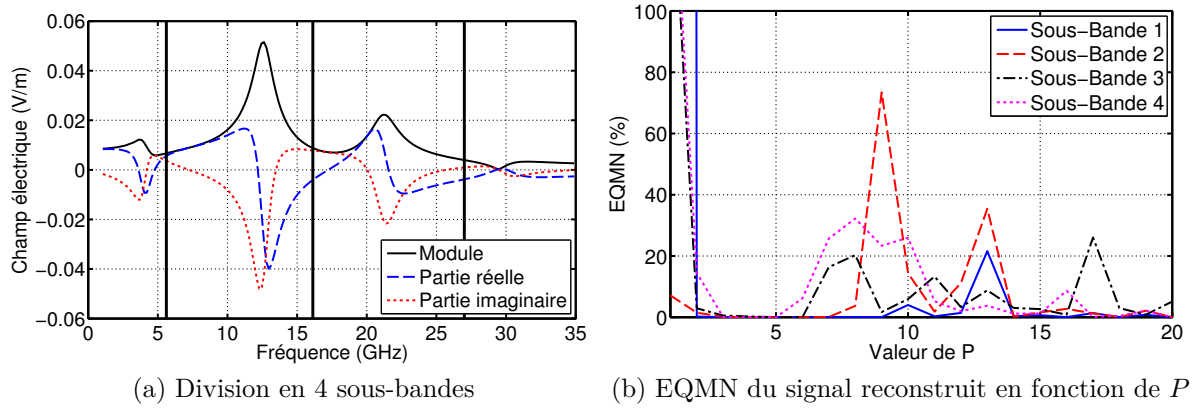 0.06
0.04
0.02
0
−0.02
−0.04
−0.06
Champ électrique (V/m)
0 5 10 15 20 25 30 35
Fréquence (GHz)
Module
Partie réelle
Partie imaginaire
(a) Division en 4 sous-bandes
100
80
60
40
20
0
EQMN (%)
5 10 15 20
Valeur de P
Sous−Bande 1
Sous−Bande 2
Sous−Bande 3
Sous−Bande 4
(b) EQMN du signal reconstruit en fonction de P